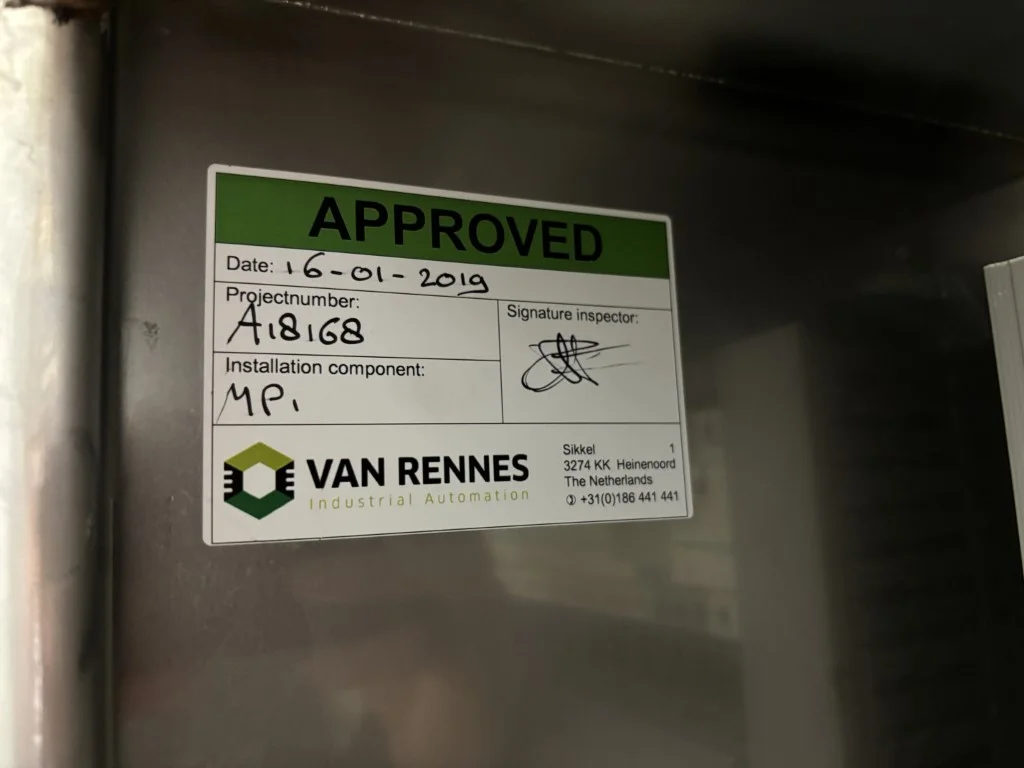 APPROVED
Date: 16-01-2019
Projectnumber:
A18168
Signature inspector:
Installation component:
MP1
VAN RENNES
Industrial Automation
Sikkel 1
3274 KK Heinenoord
The Netherlands
✆ +31(0)186 441 441